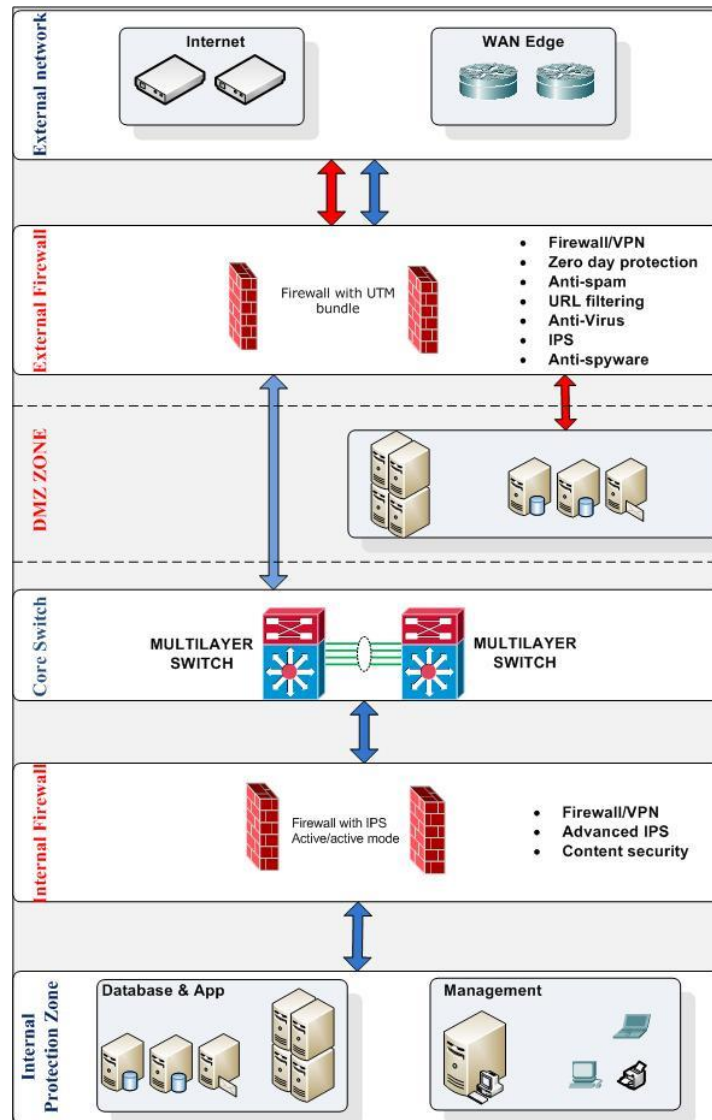 External network
Internet
WAN Edge
External Firewall
Firewall with UTM
bundle
• Firewall/VPN
• Zero day protection
• Anti-spam
• URL filtering
• Anti-Virus
• IPS
• Anti-spyware
DMZ ZONE
Core Switch
MULTILAYER
SWITCH
MULTILAYER
SWITCH
Internal Firewall
Firewall with IPS
Active/active mode
• Firewall/VPN
• Advanced IPS
• Content security
Internal
Protection Zone
Database & App
Management